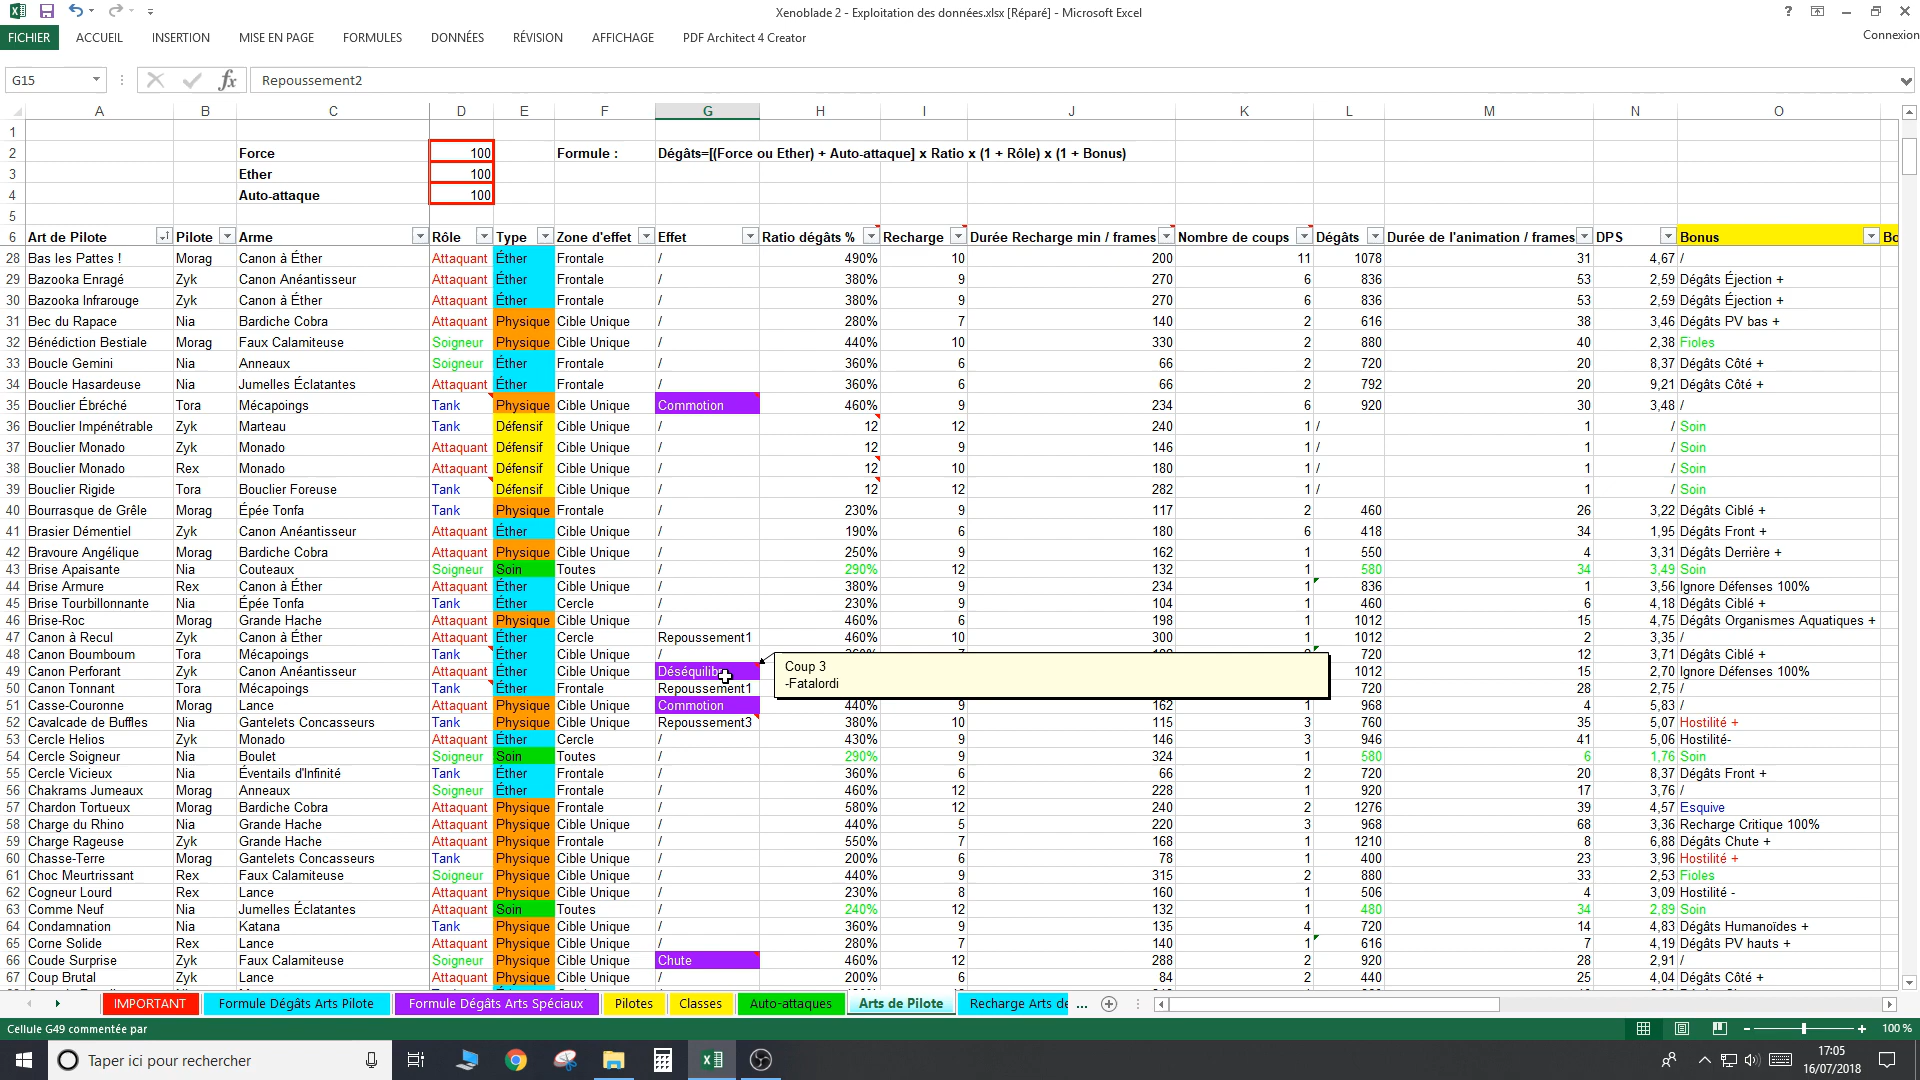 Xenoblade 2 - Exploitation des données.xlsx [Réparé] - Microsoft Excel
FICHIER ACCUEIL INSERTION MISE EN PAGE FORMULES DONNÉES RÉVISION AFFICHAGE PDF Architect 4 Creator Connexion
G15 fx Repoussement2
A B C D E F G H I J K L M N O
1
2 Force 100 Formule : Dégâts=[(Force ou Ether) + Auto-attaque] x Ratio x (1 + Rôle) x (1 + Bonus)
3 Ether 100
4 Auto-attaque 100
5
6 Art de Pilote Pilote Arme Rôle Type Zone d'effet Effet Ratio dégâts % Recharge Durée Recharge min / frames Nombre de coups Dégâts Durée de l'animation / frames DPS Bonus Bo
28 Bas les Pattes ! Morag Canon à Éther Attaquant Éther Frontale / 490% 10 200 11 1078 31 4,67 /
29 Bazooka Enragé Zyk Canon Anéantisseur Attaquant Éther Frontale / 380% 9 270 6 836 53 2,59 Dégâts Éjection +
30 Bazooka Infrarouge Zyk Canon à Éther Attaquant Éther Frontale / 380% 9 270 6 836 53 2,59 Dégâts Éjection +
31 Bec du Rapace Nia Bardiche Cobra Attaquant Physique Cible Unique / 280% 7 140 2 616 38 3,46 Dégâts PV bas +
32 Bénédiction Bestiale Morag Faux Calamiteuse Soigneur Physique Cible Unique / 440% 10 330 2 880 40 2,38 Fioles
33 Boucle Gemini Nia Anneaux Soigneur Éther Frontale / 360% 6 66 2 720 20 8,37 Dégâts Côté +
34 Boucle Hasardeuse Nia Jumelles Éclatantes Attaquant Éther Frontale / 360% 6 66 2 792 20 9,21 Dégâts Côté +
35 Bouclier Ébréché Tora Mécapoings Tank Physique Cible Unique Commotion 460% 9 234 6 920 30 3,48 /
36 Bouclier Impénétrable Zyk Marteau Tank Défensif Cible Unique / 12 12 240 1 / 1 / Soin
37 Bouclier Monado Zyk Monado Attaquant Défensif Cible Unique / 12 9 146 1 / 1 / Soin
38 Bouclier Monado Rex Monado Attaquant Défensif Cible Unique / 12 10 180 1 / 1 / Soin
39 Bouclier Rigide Tora Bouclier Foreuse Tank Défensif Cible Unique / 12 12 282 1 / 1 / Soin
40 Bourrasque de Grêle Morag Épée Tonfa Tank Physique Frontale / 230% 9 117 2 460 26 3,22 Dégâts Ciblé +
41 Brasier Démentiel Zyk Canon Anéantisseur Attaquant Éther Cible Unique / 190% 6 180 6 418 34 1,95 Dégâts Front +
42 Bravoure Angélique Morag Bardiche Cobra Attaquant Physique Cible Unique / 250% 9 162 1 550 4 3,31 Dégâts Derrière +
43 Brise Apaisante Nia Couteaux Soigneur Soin Toutes / 290% 12 132 1 580 34 3,49 Soin
44 Brise Armure Rex Canon à Éther Attaquant Éther Cible Unique / 380% 9 234 1 836 1 3,56 Ignore Défenses 100%
45 Brise Tourbillonnante Nia Épée Tonfa Tank Éther Cercle / 230% 9 104 1 460 6 4,18 Dégâts Ciblé +
46 Brise-Roc Morag Grande Hache Attaquant Physique Cible Unique / 460% 6 198 1 1012 15 4,75 Dégâts Organismes Aquatiques +
47 Canon à Recul Zyk Canon à Éther Attaquant Éther Cercle Repoussement1 460% 10 300 1 1012 2 3,35 /
48 Canon Boumboum Tora Mécapoings Tank Éther Cible Unique / 720 12 3,71 Dégâts Ciblé +
49 Canon Perforant Zyk Canon Anéantisseur Attaquant Éther Cible Unique Déséquilib 1012 15 2,70 Ignore Défenses 100%
Coup 3
-Fatalordi
50 Canon Tonnant Tora Mécapoings Tank Éther Frontale Repoussement1 720 28 2,75 /
51 Casse-Couronne Morag Lance Attaquant Physique Cible Unique Commotion 440% 9 162 1 968 4 5,83 /
52 Cavalcade de Buffles Nia Gantelets Concasseurs Tank Physique Cible Unique Repoussement3 380% 10 115 3 760 35 5,07 Hostilité +
53 Cercle Helios Zyk Monado Attaquant Éther Cercle / 430% 9 146 3 946 41 5,06 Hostilité-
54 Cercle Soigneur Nia Boulet Soigneur Soin Toutes / 290% 9 324 1 580 6 1,76 Soin
55 Cercle Vicieux Nia Éventails d'Infinité Tank Éther Frontale / 360% 6 66 2 720 20 8,37 Dégâts Front +
56 Chakrams Jumeaux Morag Anneaux Soigneur Éther Frontale / 460% 12 228 1 920 17 3,76 /
57 Chardon Tortueux Morag Bardiche Cobra Attaquant Physique Frontale / 580% 12 240 2 1276 39 4,57 Esquive
58 Charge du Rhino Nia Grande Hache Attaquant Physique Cible Unique / 440% 5 220 3 968 68 3,36 Recharge Critique 100%
59 Charge Rageuse Zyk Grande Hache Attaquant Physique Frontale / 550% 7 168 1 1210 8 6,88 Dégâts Chute +
60 Chasse-Terre Morag Gantelets Concasseurs Tank Physique Cible Unique / 200% 6 78 1 400 23 3,96 Hostilité +
61 Choc Meurtrissant Rex Faux Calamiteuse Soigneur Physique Cible Unique / 440% 9 315 2 880 33 2,53 Fioles
62 Cogneur Lourd Rex Lance Attaquant Physique Cible Unique / 230% 8 160 1 506 4 3,09 Hostilité -
63 Comme Neuf Nia Jumelles Éclatantes Attaquant Soin Toutes / 240% 12 132 1 480 34 2,89 Soin
64 Condamnation Nia Katana Tank Physique Cible Unique / 360% 9 135 4 720 14 4,83 Dégâts Humanoïdes +
65 Corne Solide Rex Lance Attaquant Physique Cible Unique / 280% 7 140 1 616 7 4,19 Dégâts PV hauts +
66 Coude Surprise Zyk Faux Calamiteuse Soigneur Physique Cible Unique Chute 460% 12 288 2 920 28 2,91 /
67 Coup Brutal Zyk Lance Attaquant Physique Cible Unique / 200% 6 84 2 440 25 4,04 Dégâts Côté +
IMPORTANT Formule Dégâts Arts Pilote Formule Dégâts Arts Spéciaux Pilotes Classes Auto-attaques Arts de Pilote Recharge Arts de ...
Cellule G49 commentée par 100 %
Taper ici pour rechercher 17:05
16/07/2018